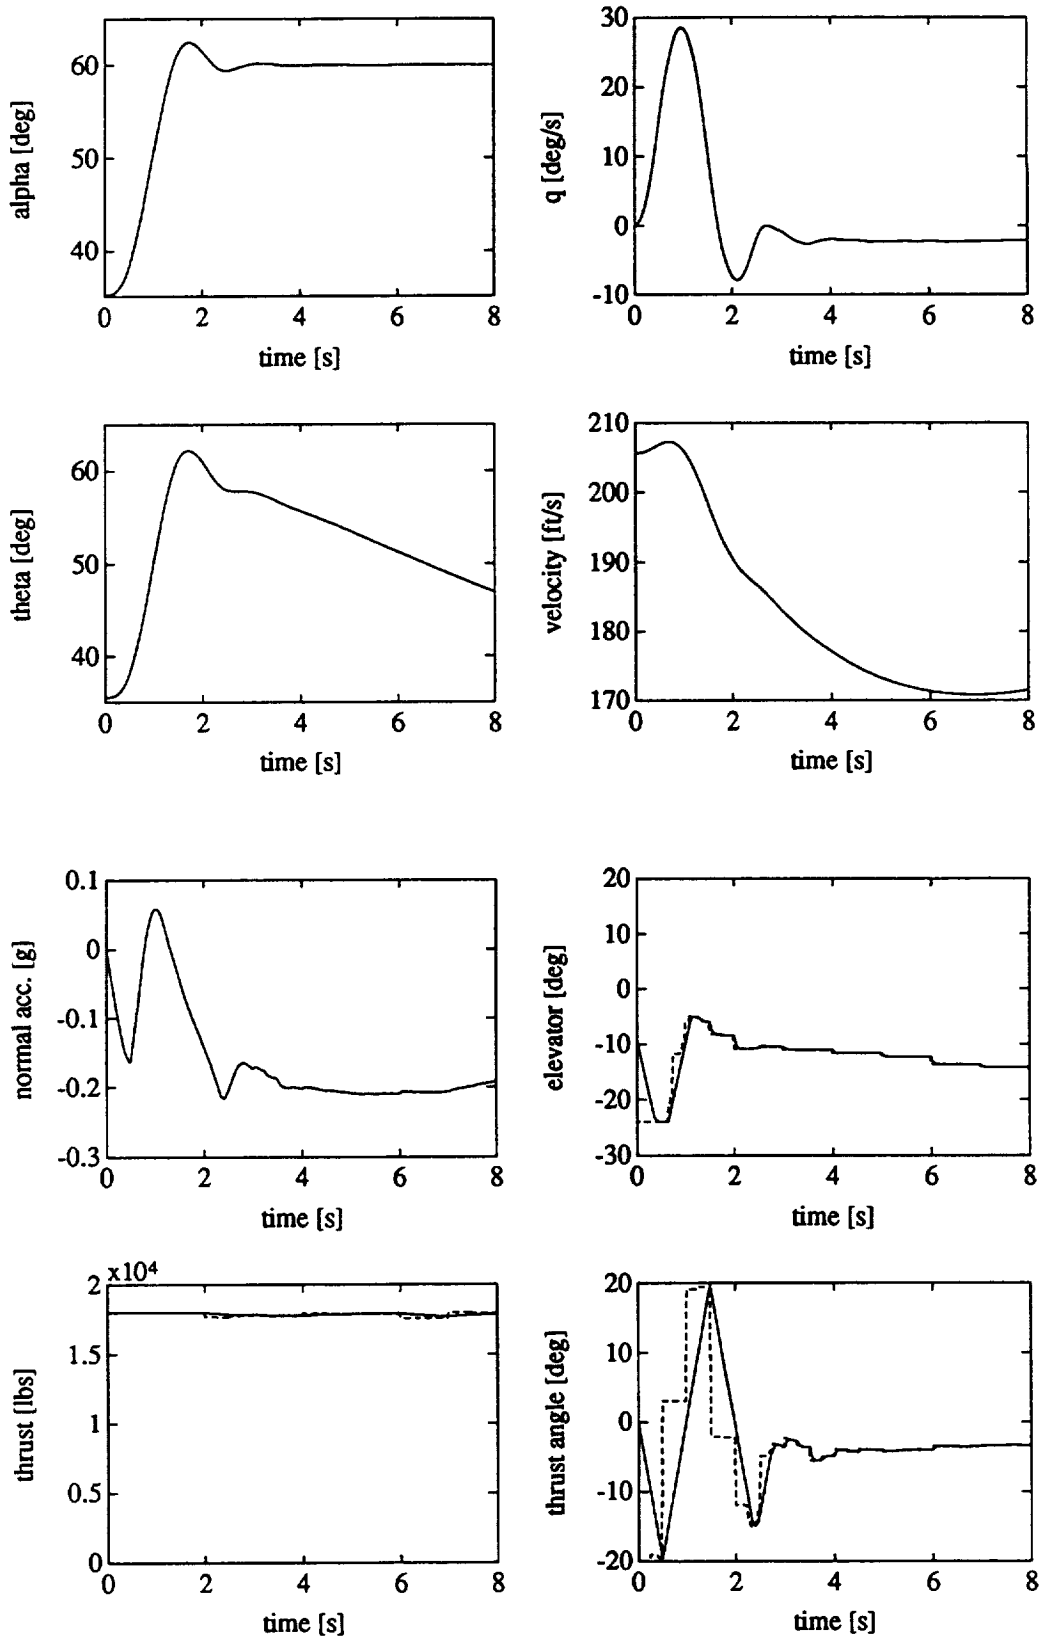 alpha [deg]
60
50
40
0 2 4 6 8
time [s]
q [deg/s]
30
20
10
0
-10
0 2 4 6 8
time [s]
theta [deg]
60
50
40
0 2 4 6 8
time [s]
velocity [ft/s]
210
200
190
180
170
0 2 4 6 8
time [s]
normal acc. [g]
0.1
0
-0.1
-0.2
-0.3
0 2 4 6 8
time [s]
elevator [deg]
20
10
0
-10
-20
-30
0 2 4 6 8
time [s]
thrust [lbs]
x10⁴
2
1.5
1
0.5
0
0 2 4 6 8
time [s]
thrust angle [deg]
20
10
0
-10
-20
0 2 4 6 8
time [s]